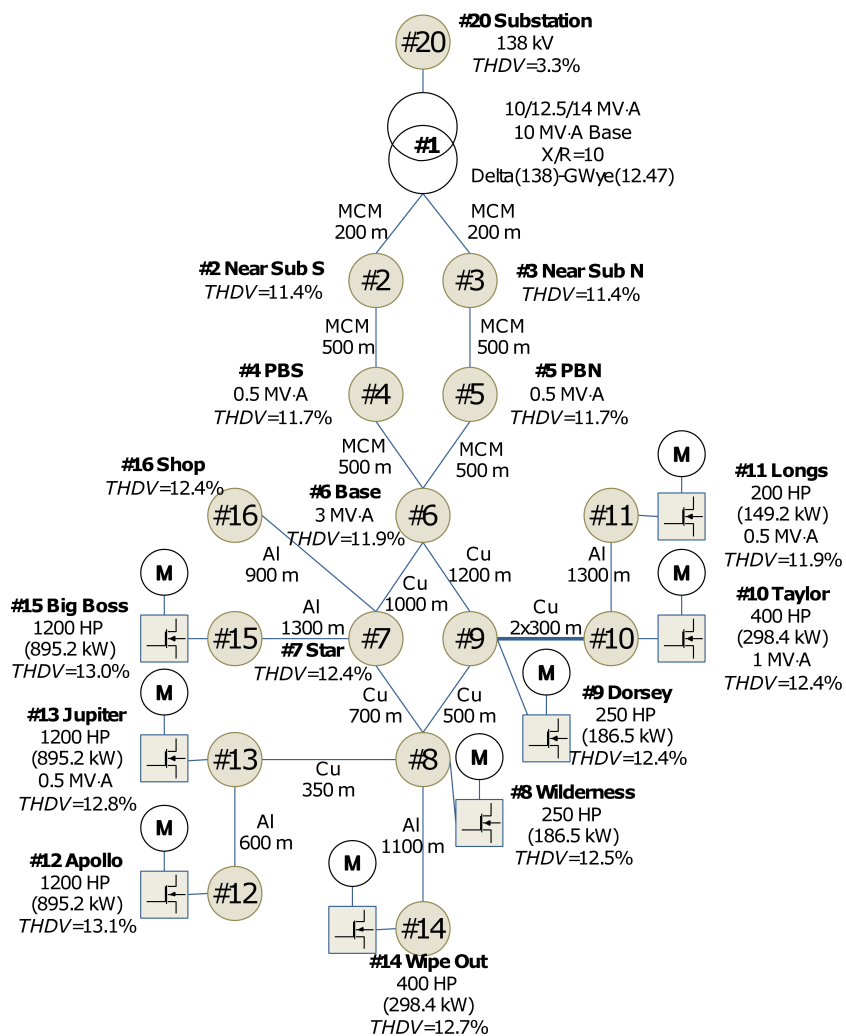 #20
#20 Substation
138 kV
THDV=3.3%
#1
10/12.5/14 MV·A
10 MV·A Base
X/R=10
Delta(138)-GWye(12.47)
MCM
200 m
MCM
200 m
#2 Near Sub S
THDV=11.4%
#2
#3
#3 Near Sub N
THDV=11.4%
MCM
500 m
MCM
500 m
#4 PBS
0.5 MV·A
THDV=11.7%
#4
#5
#5 PBN
0.5 MV·A
THDV=11.7%
MCM
500 m
MCM
500 m
#16 Shop
THDV=12.4%
#16
#6 Base
3 MV·A
THDV=11.9%
#6
#11
M
#11 Longs
200 HP
(149.2 kW)
0.5 MV·A
THDV=11.9%
Al
900 m
Cu
1000 m
Cu
1200 m
Al
1300 m
#15 Big Boss
1200 HP
(895.2 kW)
THDV=13.0%
M
#15
Al
1300 m
#7
#7 Star
THDV=12.4%
#9
Cu
2x300 m
#10
M
#10 Taylor
400 HP
(298.4 kW)
1 MV·A
THDV=12.4%
Cu
700 m
Cu
500 m
M
#9 Dorsey
250 HP
(186.5 kW)
THDV=12.4%
#13 Jupiter
1200 HP
(895.2 kW)
0.5 MV·A
THDV=12.8%
M
#13
Cu
350 m
#8
M
#8 Wilderness
250 HP
(186.5 kW)
THDV=12.5%
Al
600 m
Al
1100 m
#12 Apollo
1200 HP
(895.2 kW)
THDV=13.1%
M
#12
M
#14
#14 Wipe Out
400 HP
(298.4 kW)
THDV=12.7%